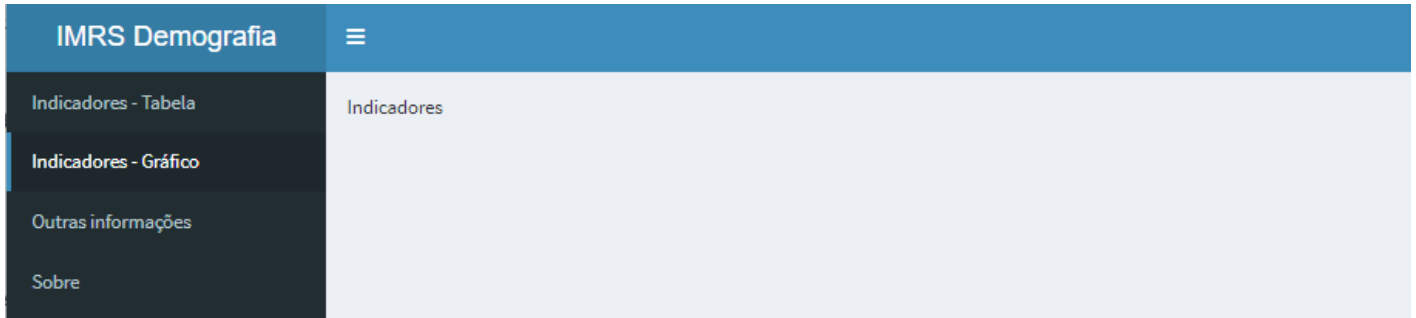 IMRS Demografia
Indicadores - Tabela
Indicadores - Gráfico
Outras informações
Sobre
Indicadores